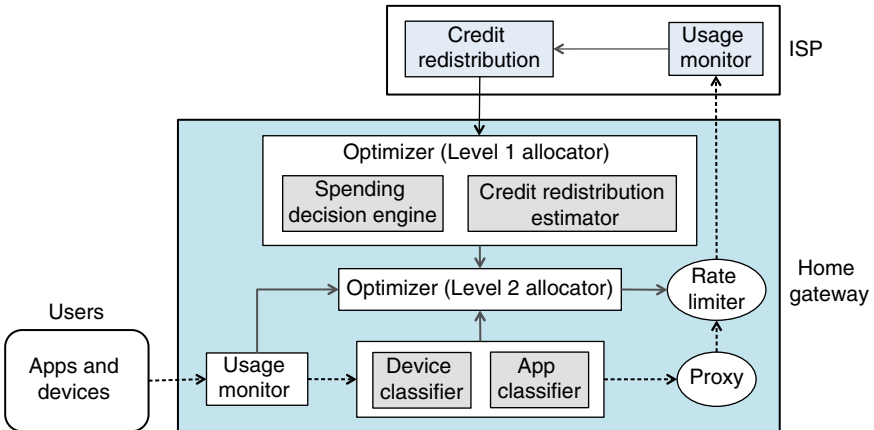 Credit
redistribution
Usage
monitor
ISP
Optimizer (Level 1 allocator)
Spending
decision engine
Credit redistribution
estimator
Optimizer (Level 2 allocator)
Rate
limiter
Home
gateway
Users
Apps and
devices
Usage
monitor
Device
classifier
App
classifier
Proxy